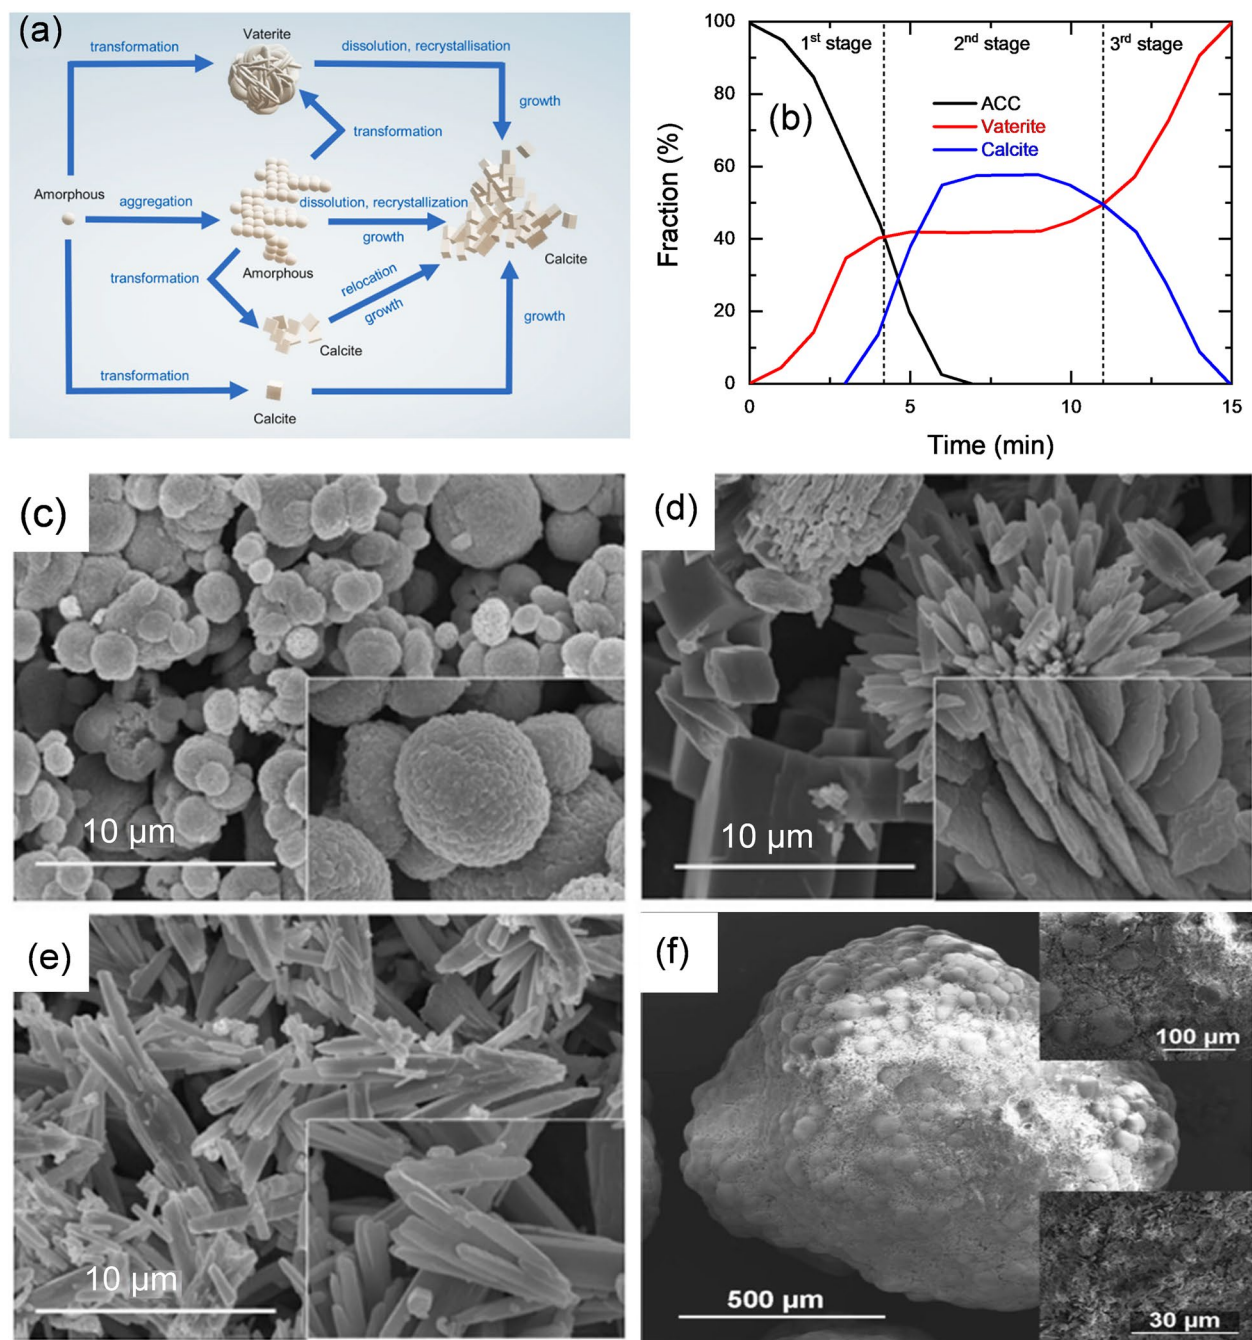 (a)
Vaterite
transformation
dissolution, recrystallisation
growth
transformation
Amorphous
aggregation
dissolution, recrystallization
growth
Amorphous
Calcite
transformation
relocation
growth
growth
Calcite
transformation
Calcite
(b)
1st stage
2nd stage
3rd stage
ACC
Vaterite
Calcite
Fraction (%)
100
80
60
40
20
0
0
5
10
15
Time (min)
(c)
10 µm
(d)
10 µm
(e)
10 µm
(f)
100 µm
500 µm
30 µm